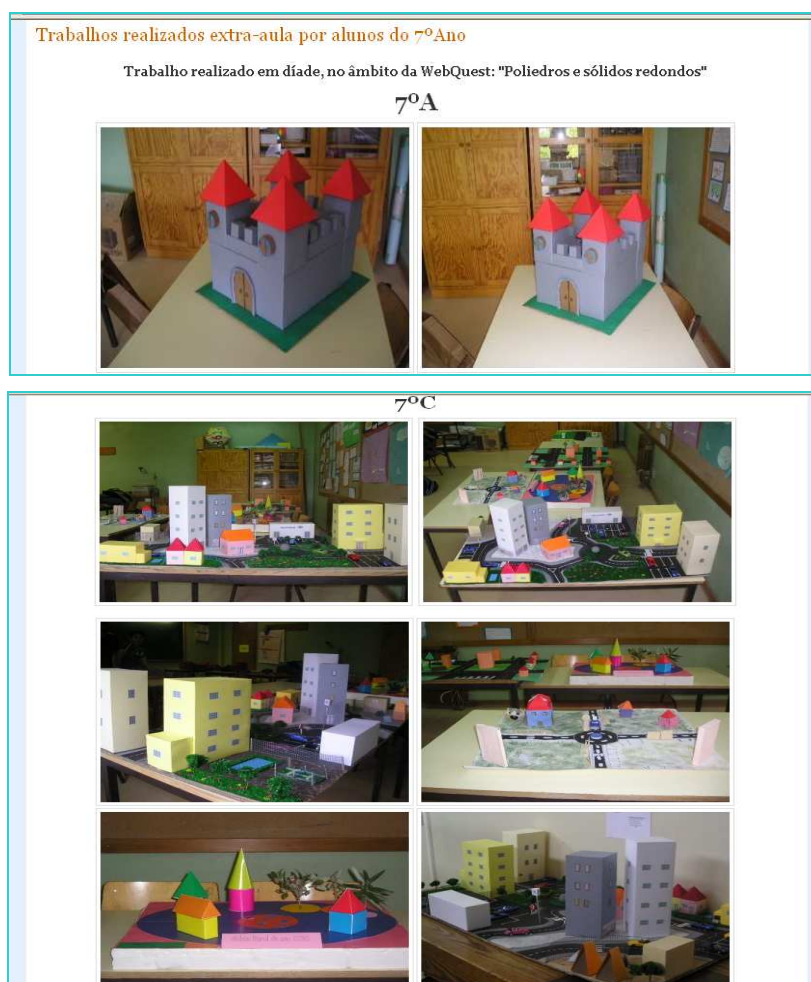 Trabalhos realizados extra-aula por alunos do 7ºAno
Trabalho realizado em díade, no âmbito da WebQuest: "Poliedros e sólidos redondos"
7ºA
7ºC